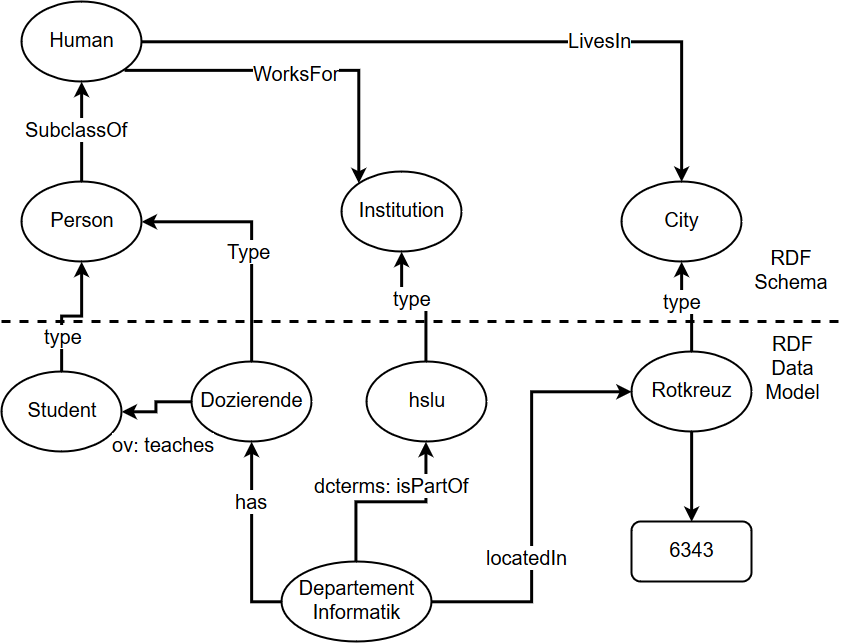 Human
LivesIn
WorksFor
SubclassOf
Person
Institution
City
Type
RDF
Schema
type
type
type
RDF
Data
Model
Student
Dozierende
hslu
Rotkreuz
ov: teaches
dcterms: isPartOf
has
6343
locatedIn
Departement
Informatik